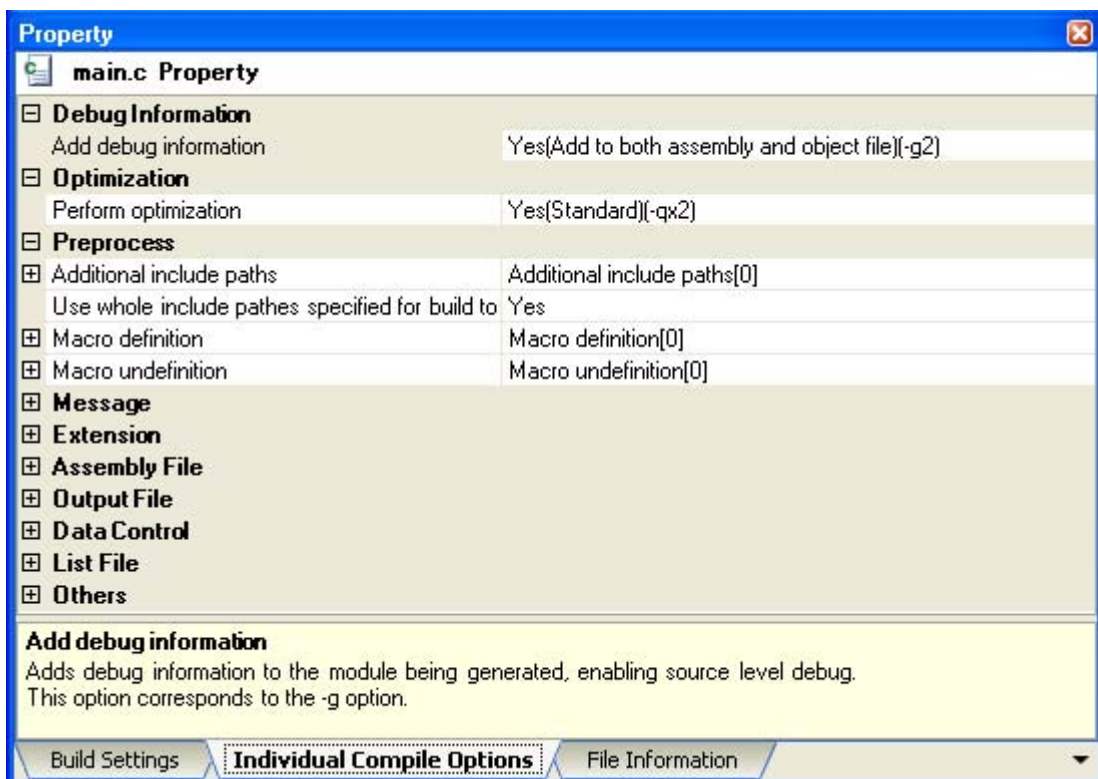 Property
main.c Property
Debug Information
Add debug information Yes(Add to both assembly and object file)(-g2)
Optimization
Perform optimization Yes(Standard)(-qx2)
Preprocess
Additional include paths Additional include paths[0]
Use whole include pathes specified for build to Yes
Macro definition Macro definition[0]
Macro undefinition Macro undefinition[0]
Message
Extension
Assembly File
Output File
Data Control
List File
Others
Add debug information
Adds debug information to the module being generated, enabling source level debug.
This option corresponds to the -g option.
Build Settings Individual Compile Options File Information